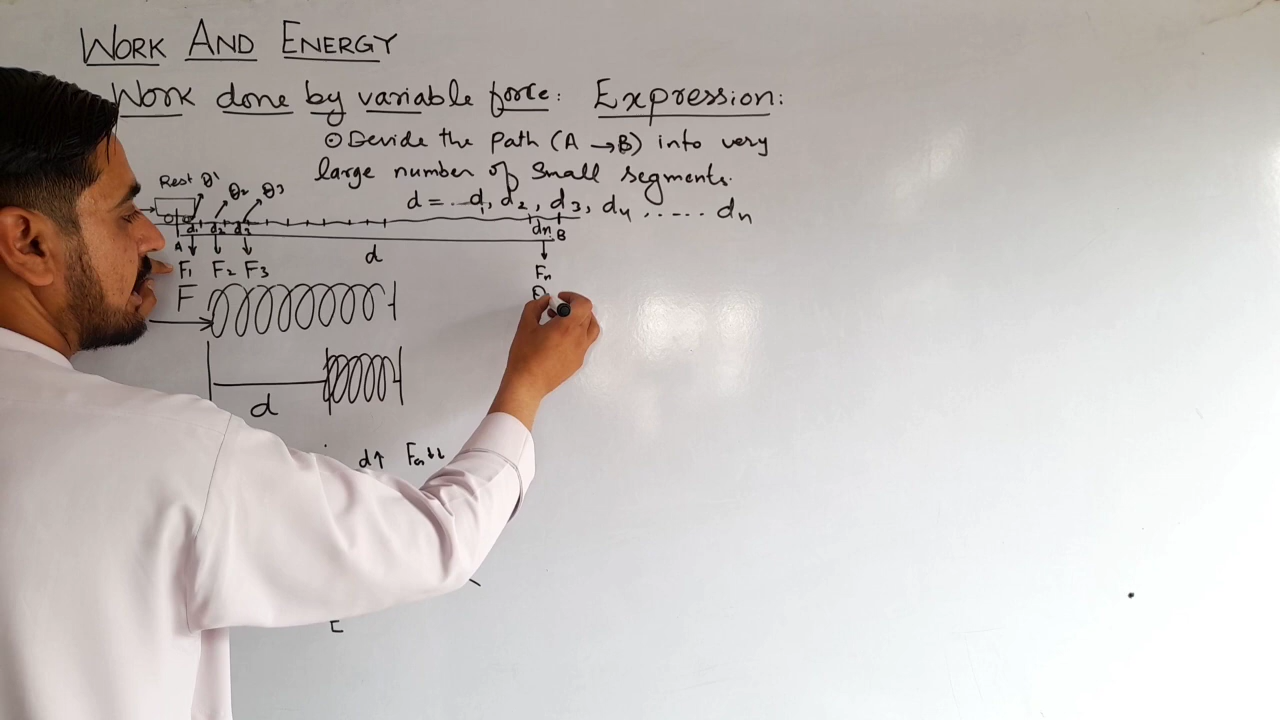 WORK AND ENERGY
Work done by variable force: Expression:
⊙ Devide the Path (A →B) into very
large number of Small segments.
Rest θ1 θ2 θ3
d = d1, d2, d3, d4 ..... dn
d1 d2 d3 dn B
A d
F1 F2 F3 Fn
F
d
d↑ F ↓↓
E